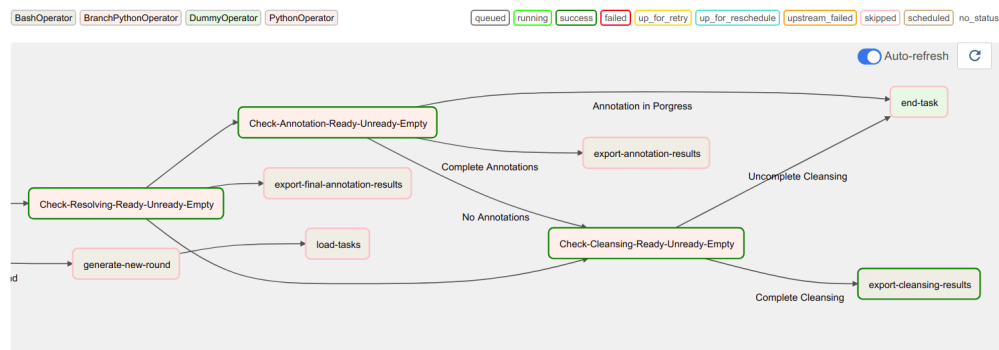 BashOperator BranchPythonOperator DummyOperator PythonOperator queued running success failed up_for_retry up_for_reschedule upstream_failed skipped scheduled no_status
Auto-refresh
end-task
Annotation in Porgress
Check-Annotation-Ready-Unready-Empty
export-annotation-results
Complete Annotations
Uncomplete Cleansing
export-final-annotation-results
Check-Resolving-Ready-Unready-Empty
No Annotations
load-tasks
Check-Cleansing-Ready-Unready-Empty
generate-new-round
export-cleansing-results
Complete Cleansing